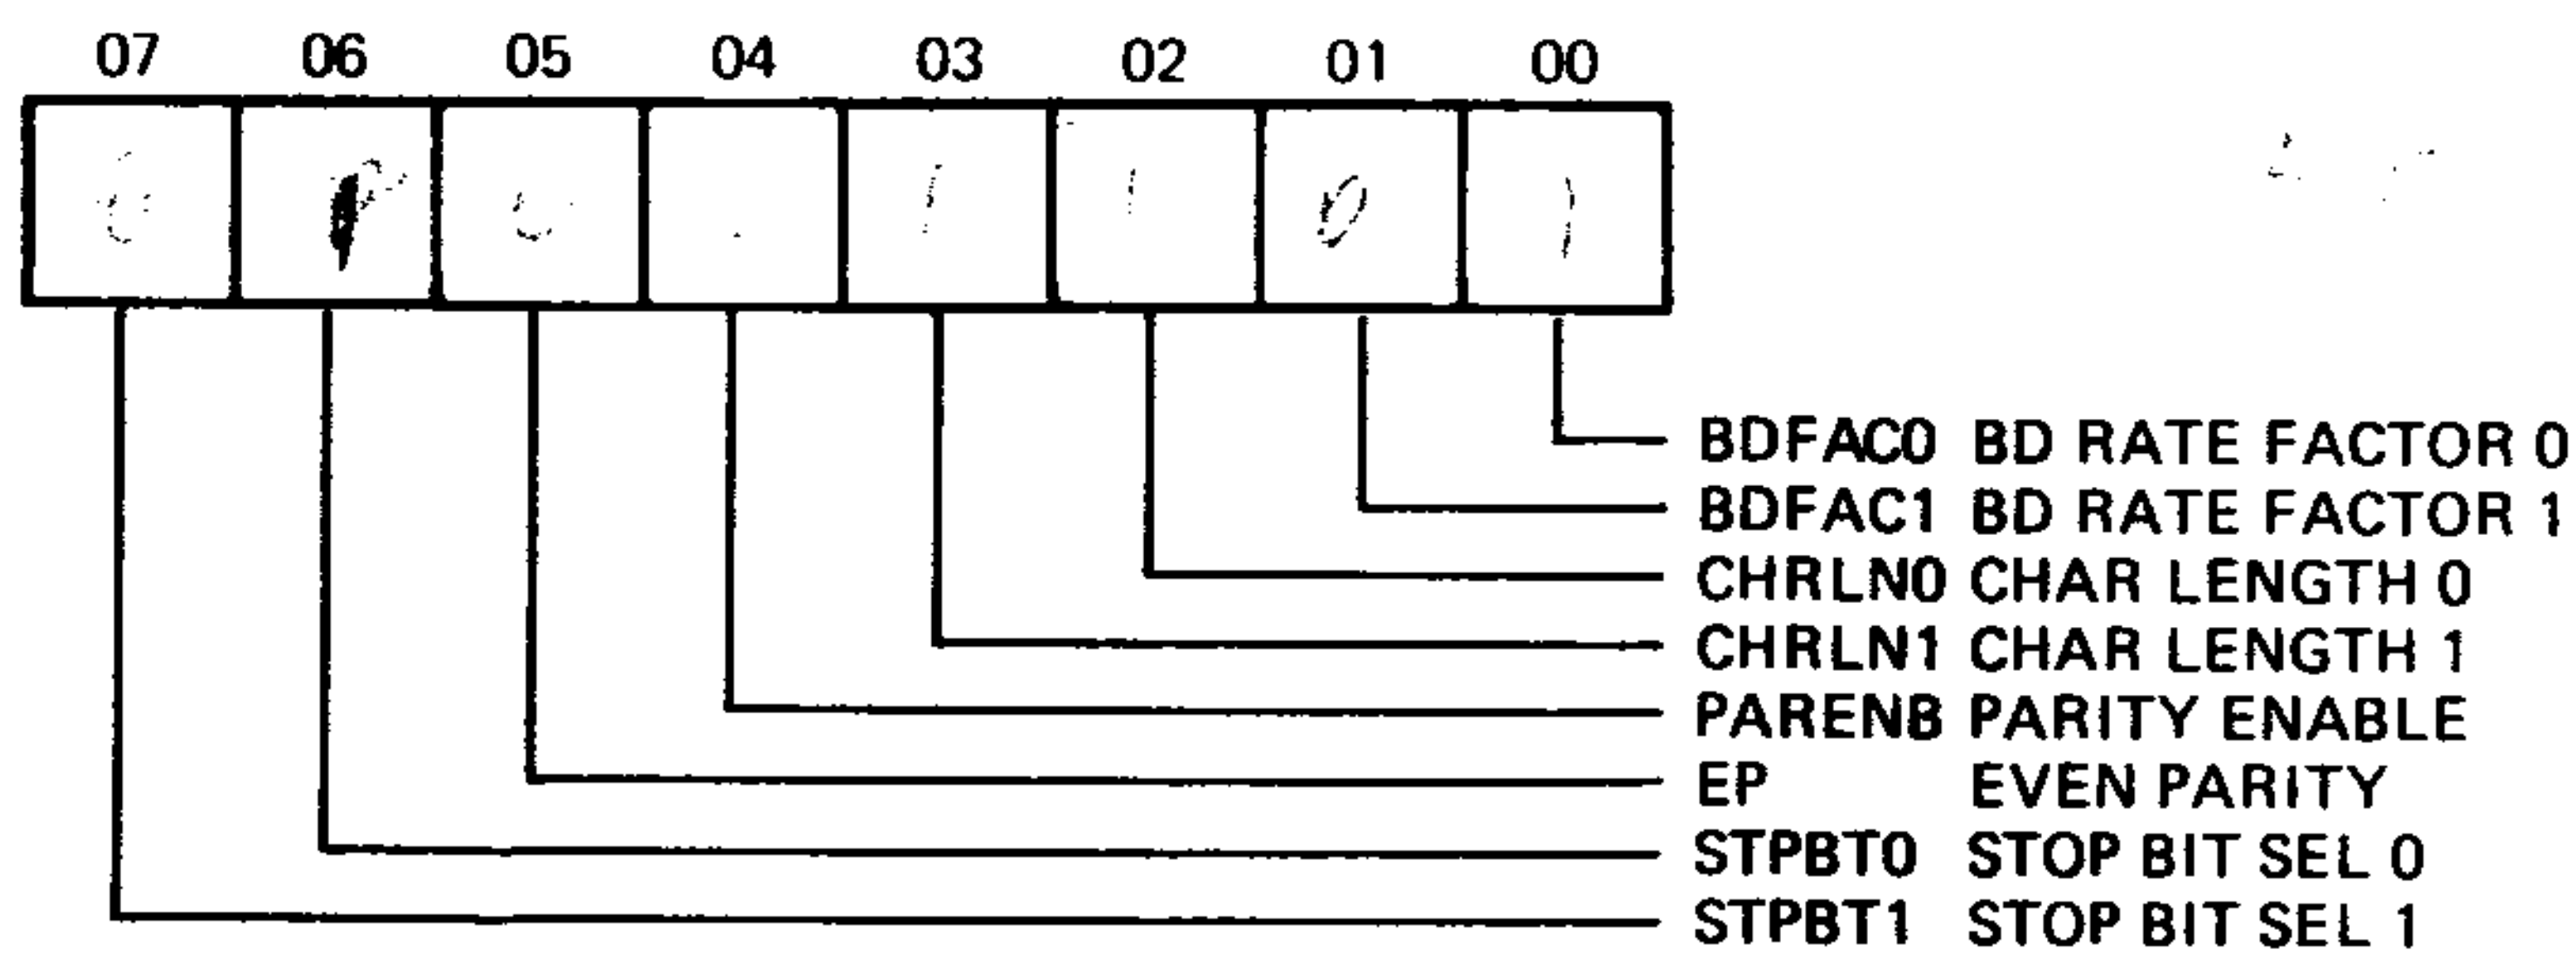 07 06 05 04 03 02 01 00
1 1 0 1
BDFAC0 BD RATE FACTOR 0
BDFAC1 BD RATE FACTOR 1
CHRLN0 CHAR LENGTH 0
CHRLN1 CHAR LENGTH 1
PARENB PARITY ENABLE
EP EVEN PARITY
STPBT0 STOP BIT SEL 0
STPBT1 STOP BIT SEL 1